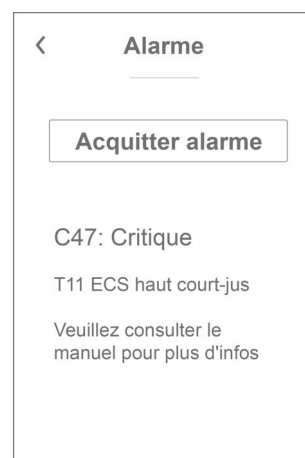 Alarme
Acquitter alarme
C47: Critique
T11 ECS haut court-jus
Veuillez consulter le
manuel pour plus d'infos